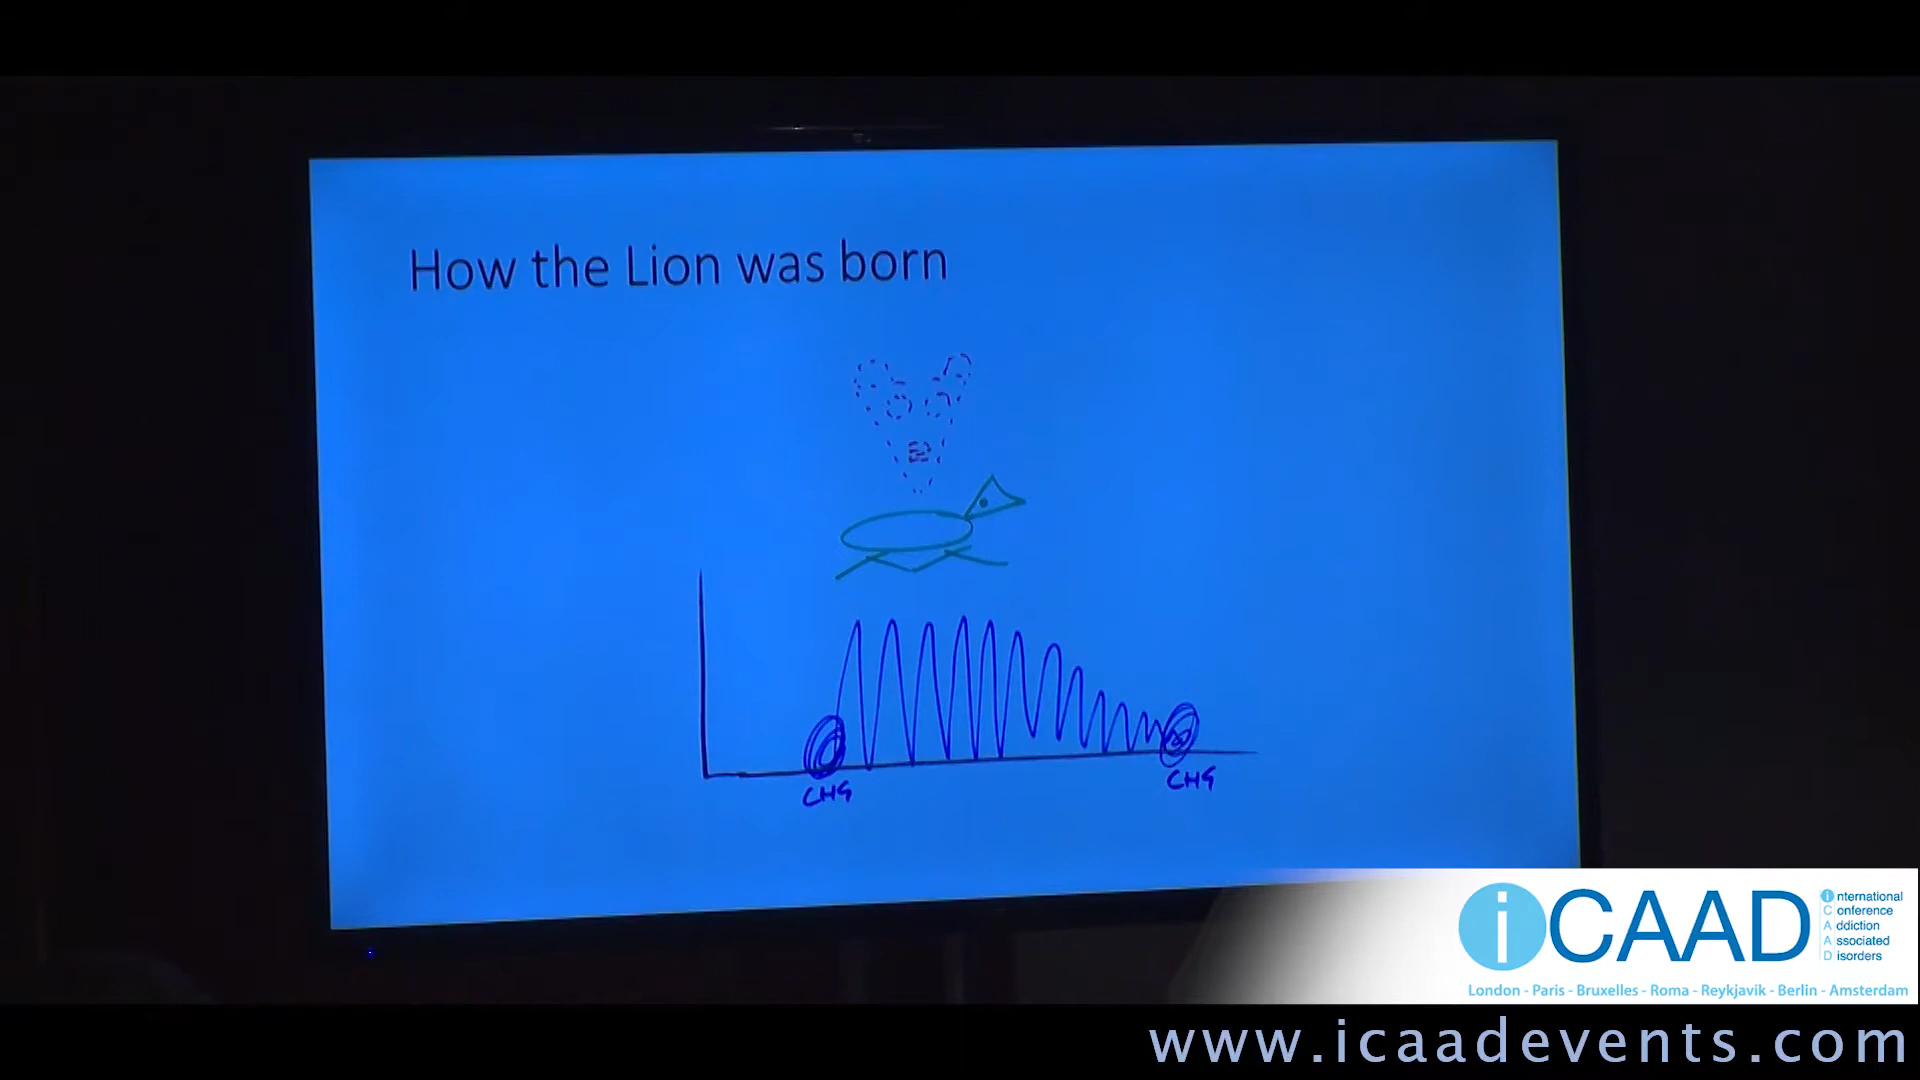 How the Lion was born
CHG
CHG
iCAAD
international
Conference
Addiction
Associated
Disorders
London - Paris - Bruxelles - Roma - Reykjavik - Berlin - Amsterdam
www.icaadevents.com